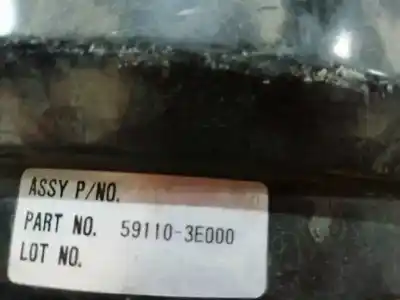 ASSY P/NO.
PART NO. 59110-3E000
LOT NO.